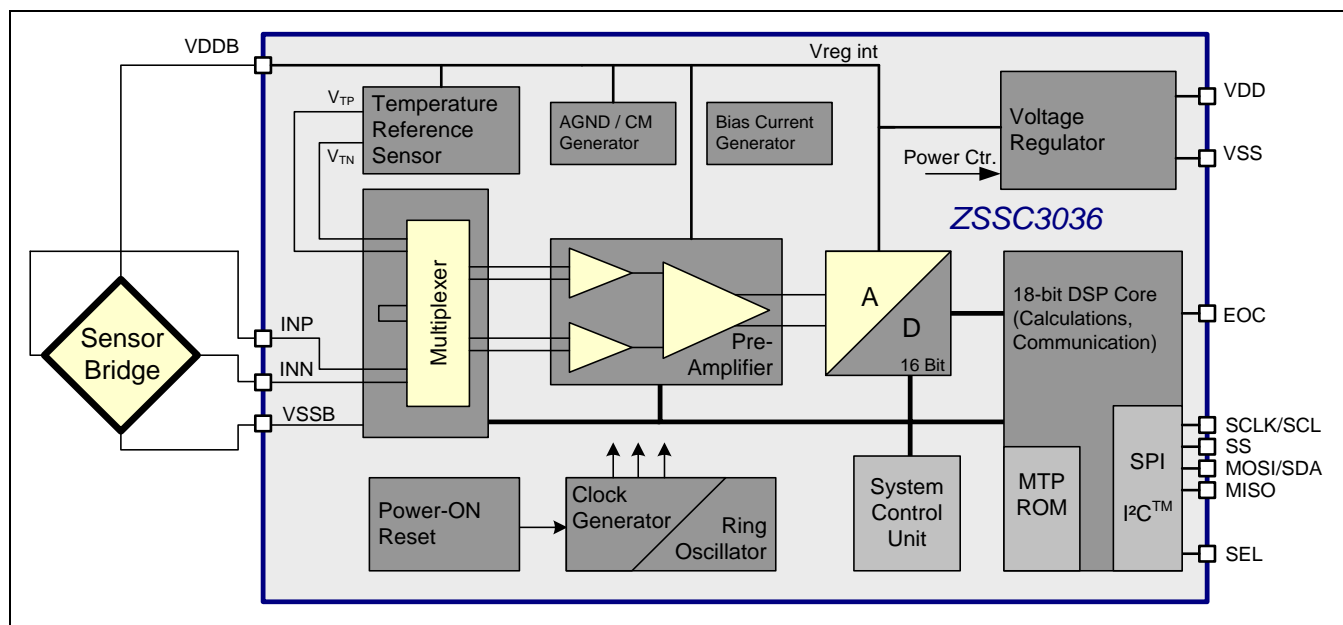 VDDB
Vreg int
VTP
Temperature
Reference
Sensor
VTN
AGND / CM
Generator
Bias Current
Generator
Voltage
Regulator
VDD
VSS
Power Ctr.
ZSSC3036
Sensor
Bridge
INP
INN
VSSB
Multiplexer
Pre-
Amplifier
A
D
16 Bit
18-bit DSP Core
(Calculations,
Communication)
EOC
SCLK/SCL
SS
MOSI/SDA
MISO
SEL
SPI
I²C™
MTP
ROM
Power-ON
Reset
Clock
Generator
Ring
Oscillator
System
Control
Unit